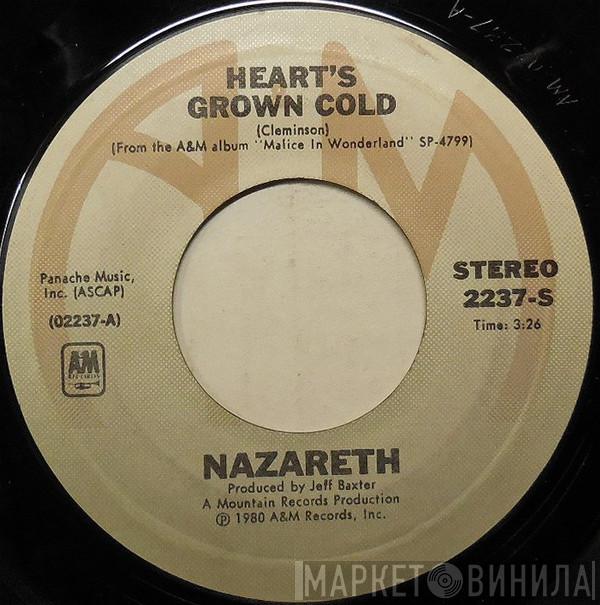 HEART'S
GROWN COLD
(Cleminson)
(From the A&M album "Malice In Wonderland" SP-4799)
Panache Music,
Inc. (ASCAP)
(02237-A)
A&M
RECORDS
STEREO
2237-S
Time: 3:26
NAZARETH
Produced by Jeff Baxter
A Mountain Records Production
℗ 1980 A&M Records, Inc.
МАРКЕТ ВИНИЛА